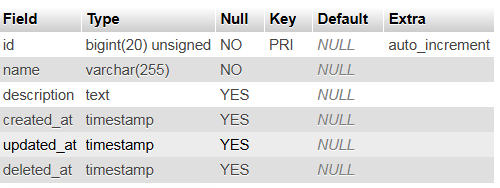 Field Type Null Key Default Extra
id bigint(20) unsigned NO PRI NULL auto_increment
name varchar(255) NO NULL
description text YES NULL
created_at timestamp YES NULL
updated_at timestamp YES NULL
deleted_at timestamp YES NULL